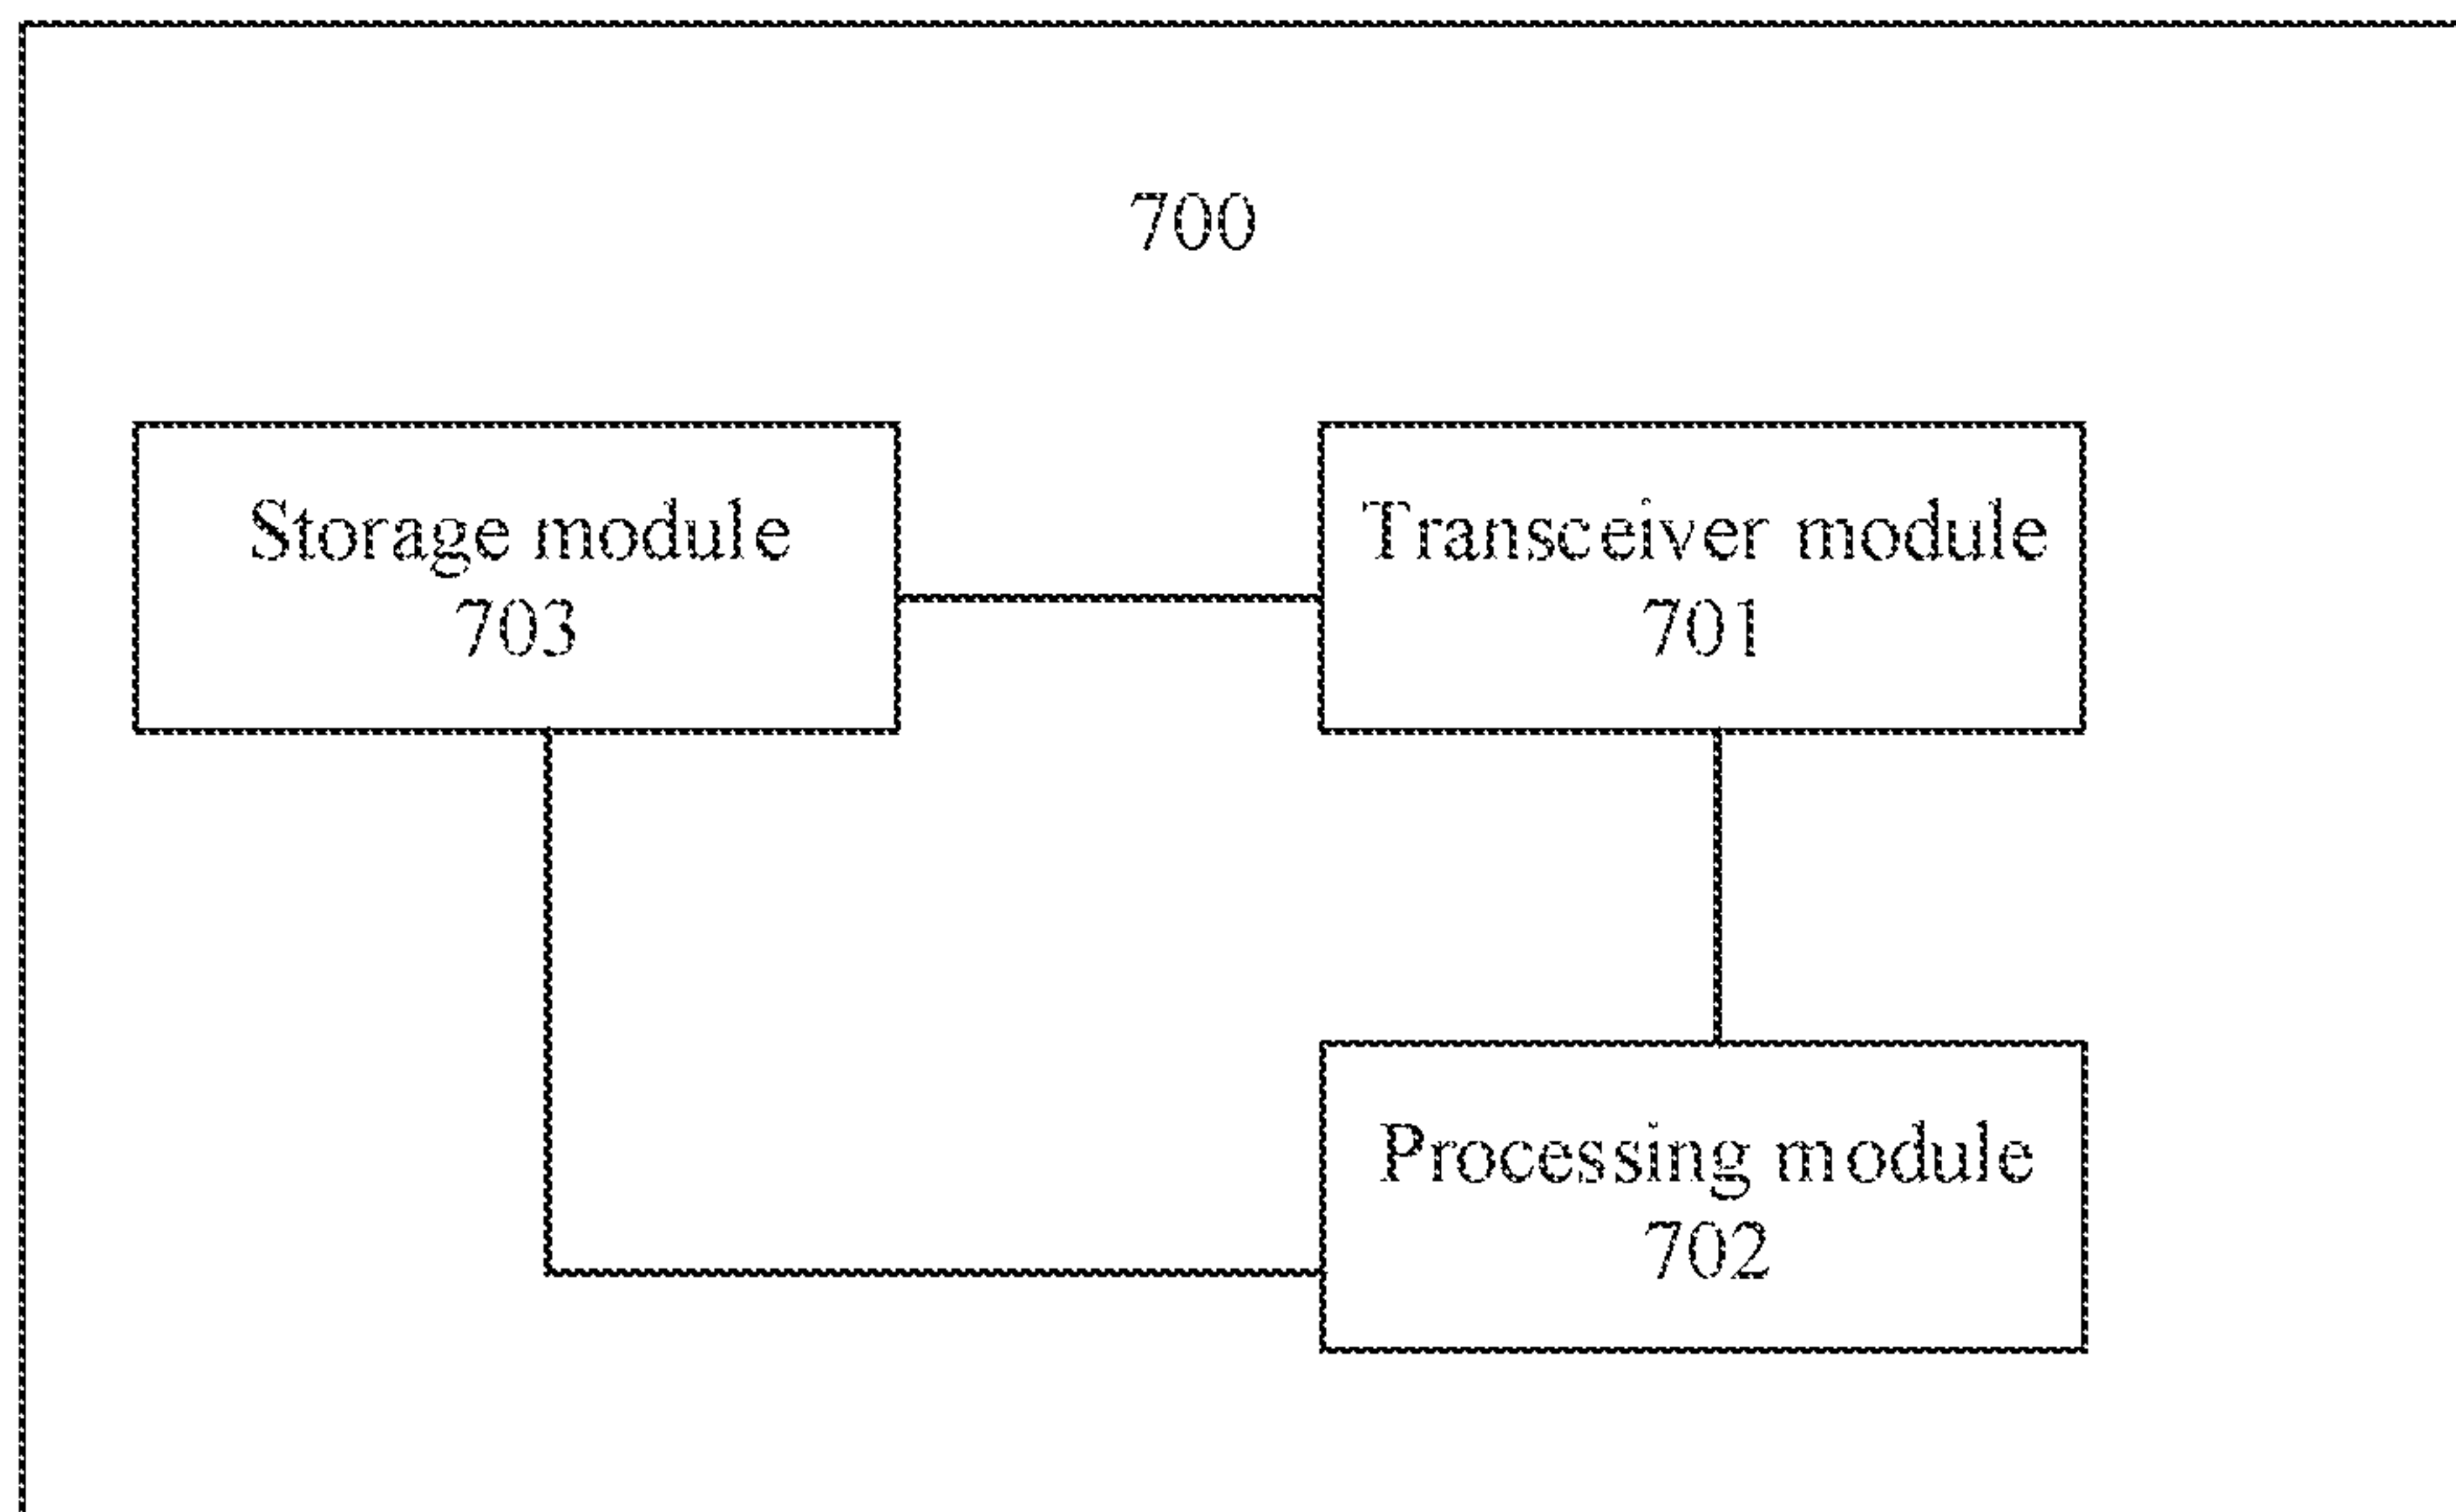 700
Storage module
703
Transceiver module
701
Processing module
702